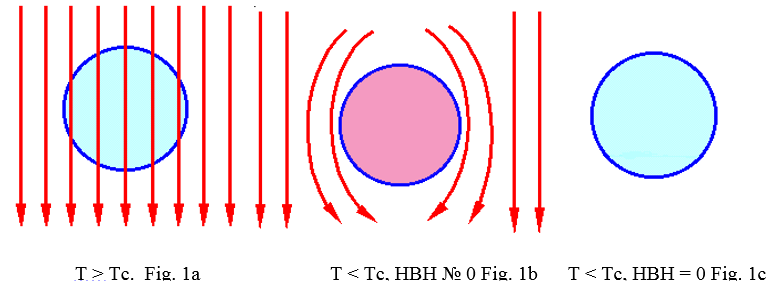 T > Tc.  Fig. 1a
T < Tc, HBH № 0 Fig. 1b
T < Tc, HBH = 0 Fig. 1c